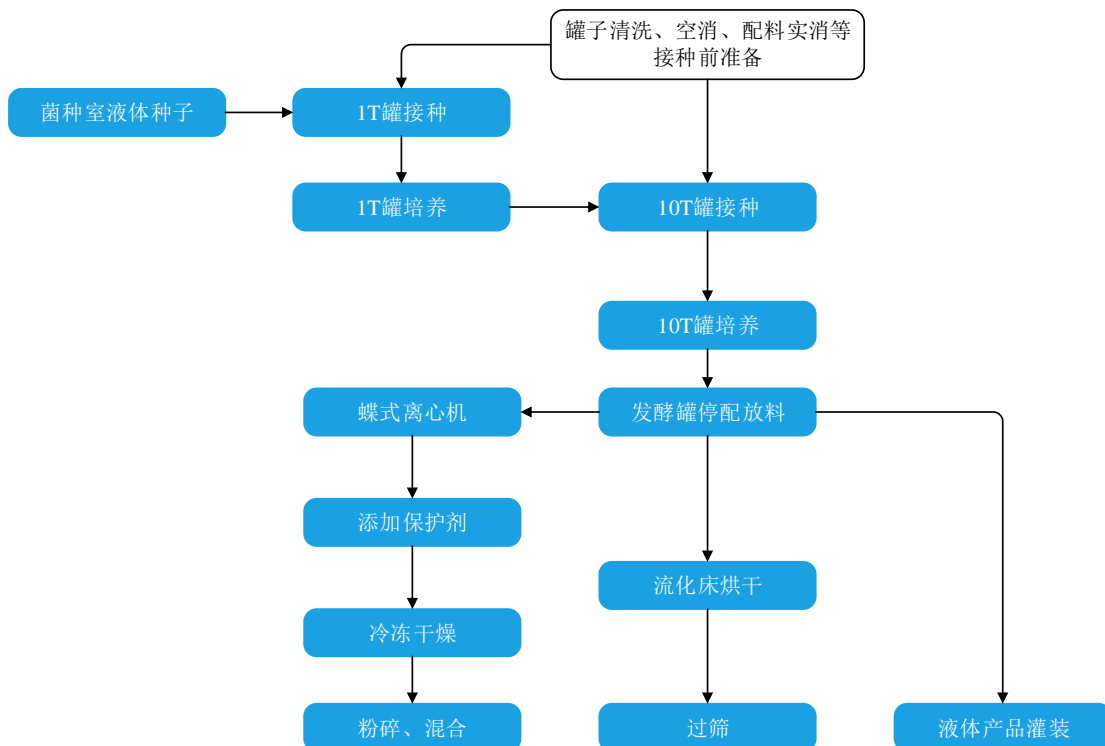 罐子清洗、空消、配料实消等
接种前准备
菌种室液体种子
1T罐接种
1T罐培养
10T罐接种
10T罐培养
蝶式离心机
发酵罐停配放料
添加保护剂
流化床烘干
冷冻干燥
粉碎、混合
过筛
液体产品灌装